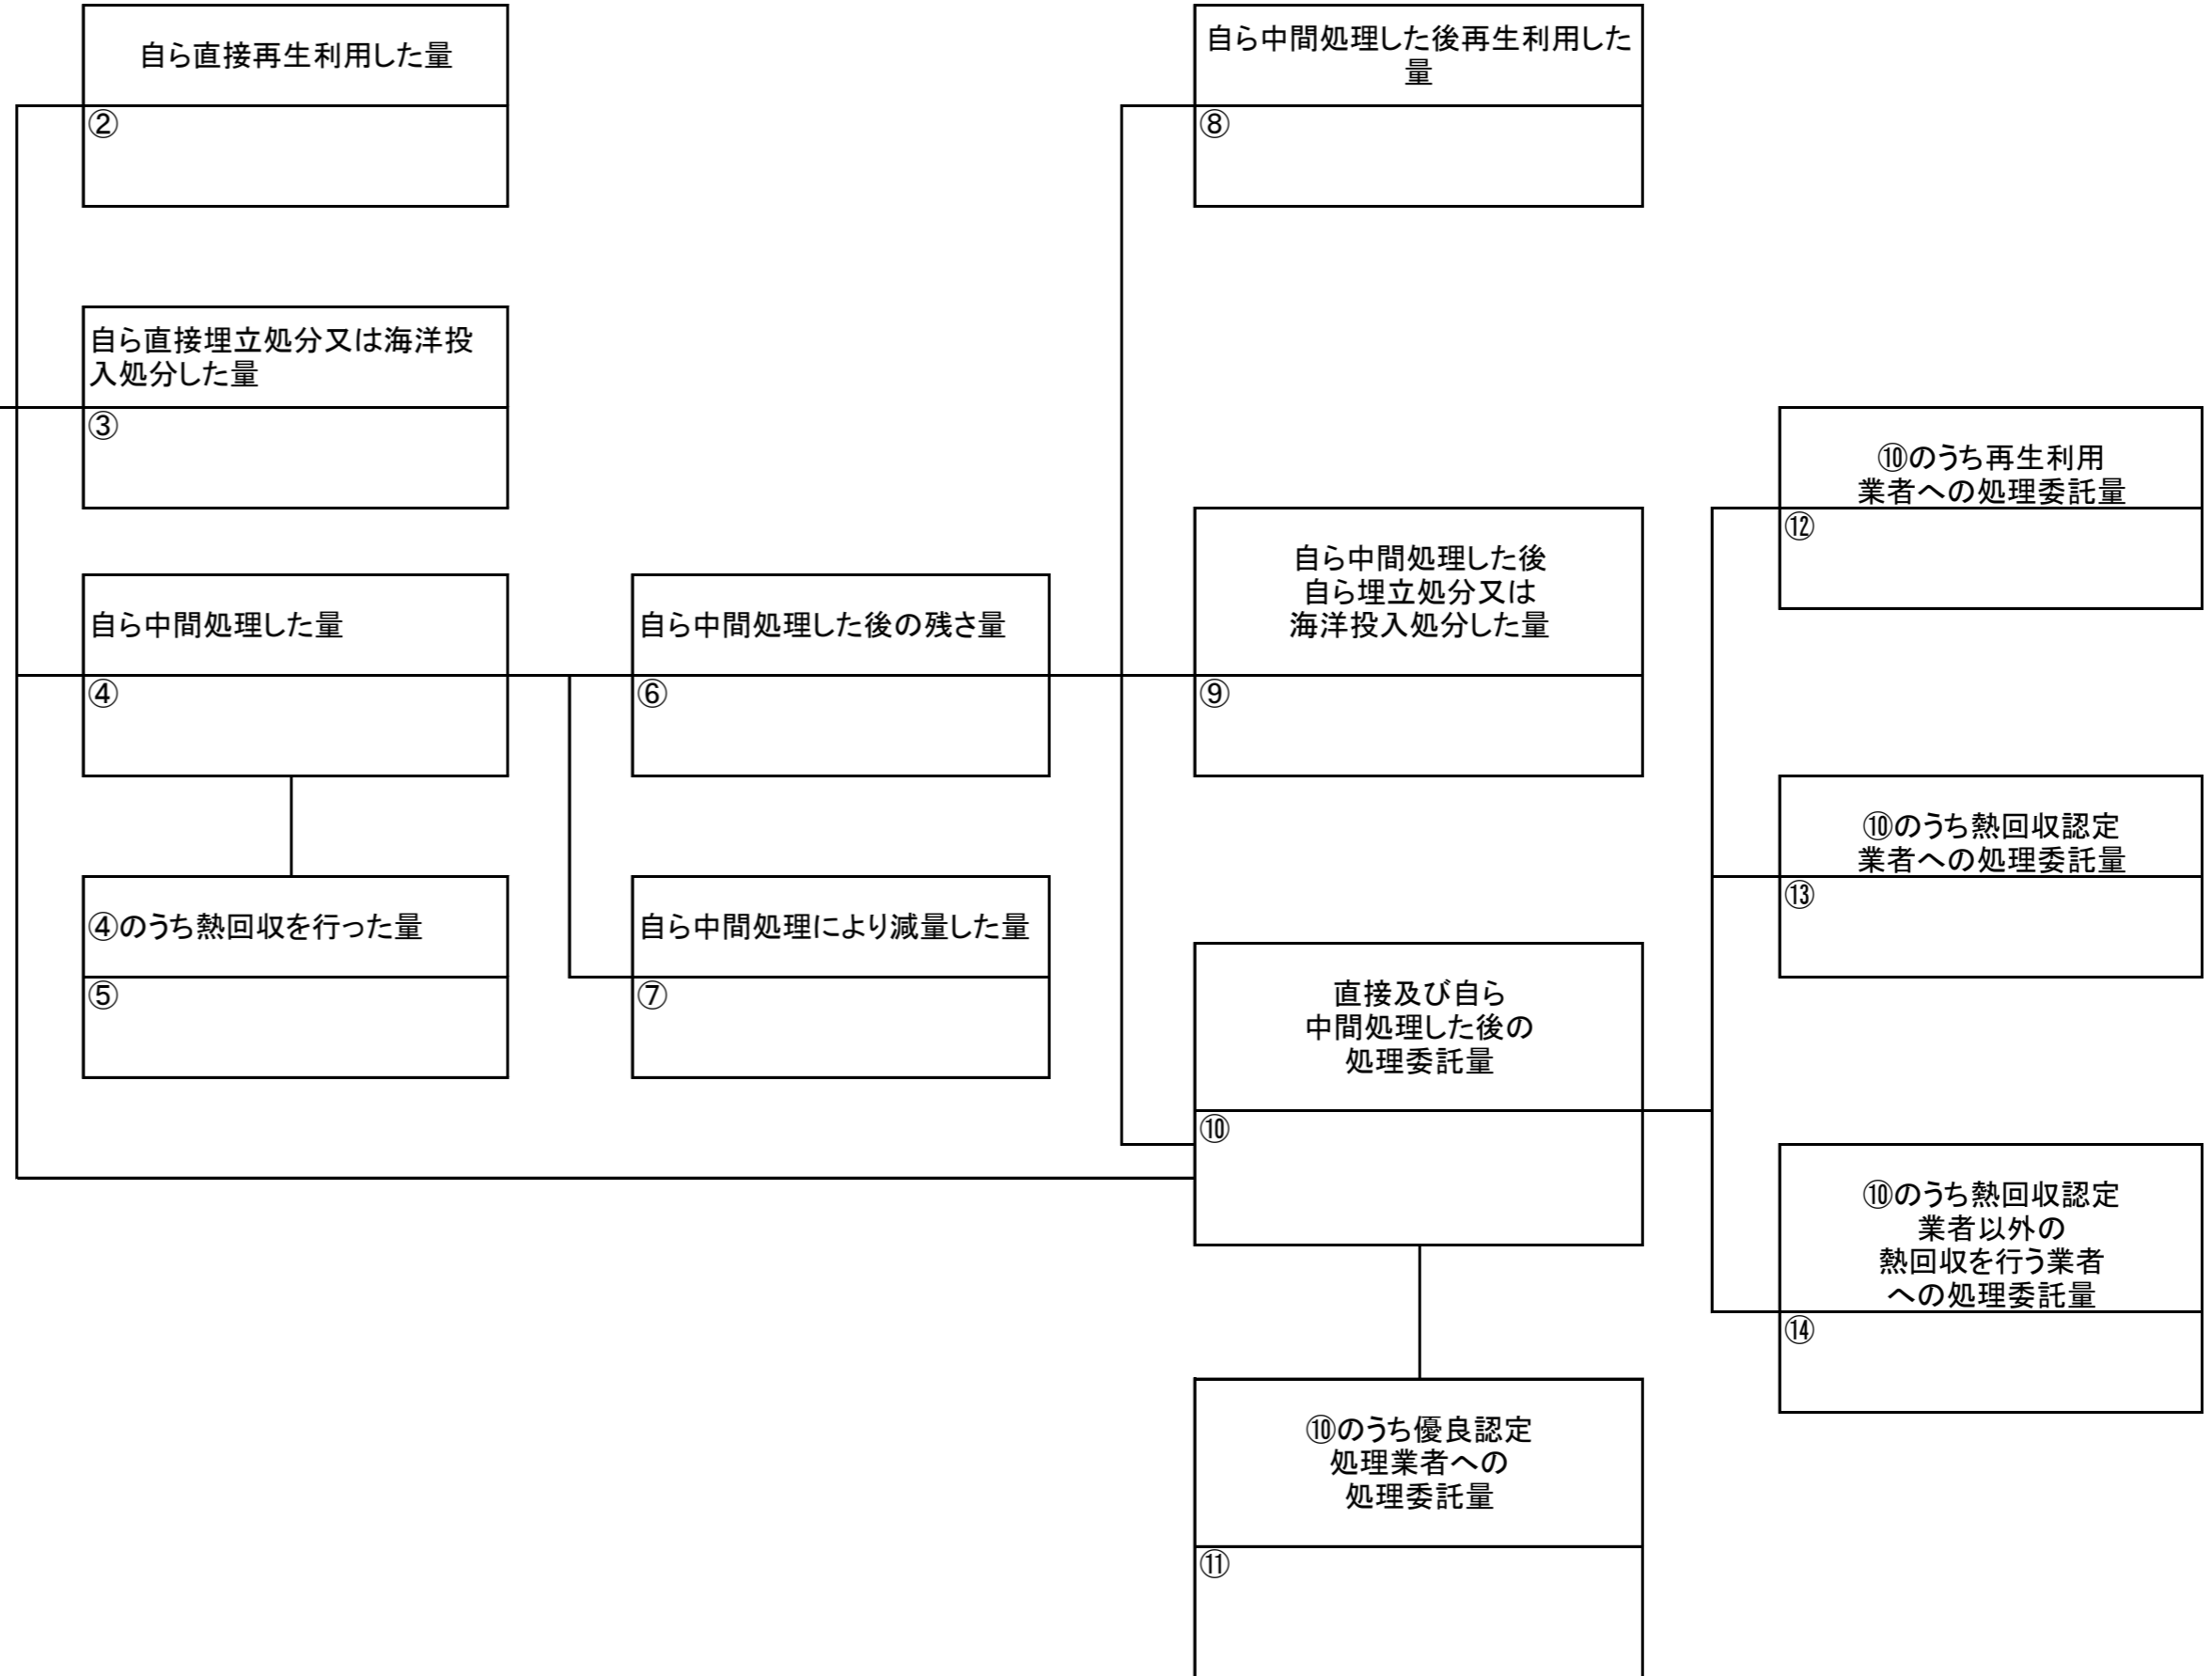 自ら直接再生利用した量
②
自ら直接埋立処分又は海洋投
入処分した量
③
自ら中間処理した量
④
④のうち熱回収を行った量
⑤
自ら中間処理した後の残さ量
⑥
自ら中間処理により減量した量
⑦
自ら中間処理した後再生利用した
量
⑧
自ら中間処理した後
自ら埋立処分又は
海洋投入処分した量
⑨
直接及び自ら
中間処理した後の
処理委託量
⑩
⑩のうち優良認定
処理業者への
処理委託量
⑪
⑩のうち再生利用
業者への処理委託量
⑫
⑩のうち熱回収認定
業者への処理委託量
⑬
⑩のうち熱回収認定
業者以外の
熱回収を行う業者
への処理委託量
⑭